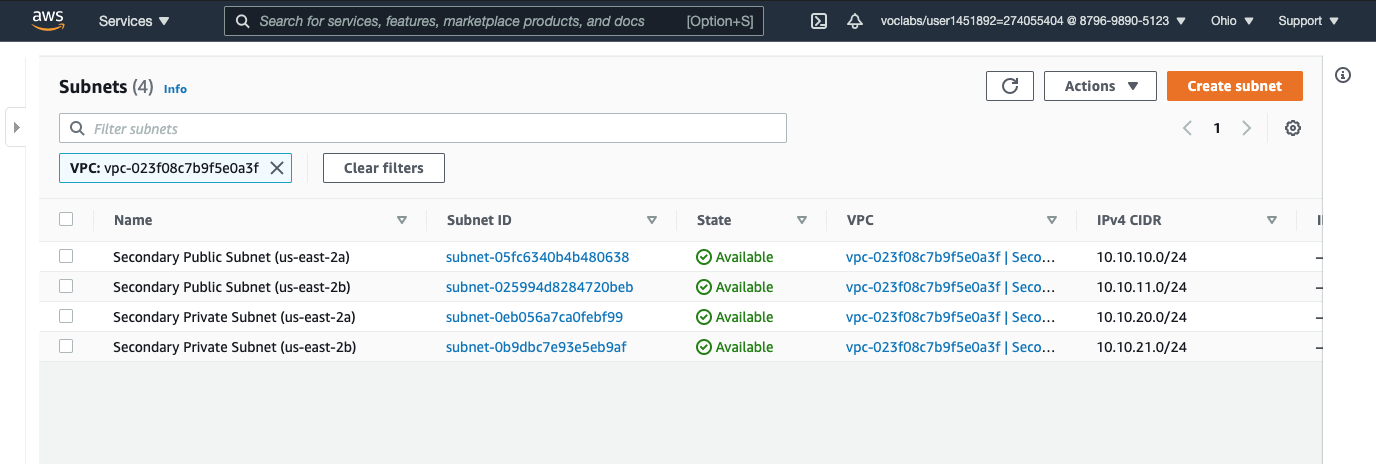 aws Services ▼ Search for services, features, marketplace products, and docs [Option+S] voclabs/user1451892=274055404 @ 8796-9890-5123 ▼ Ohio ▼ Support ▼
Subnets (4) Info Actions ▼ Create subnet
Filter subnets 1
VPC: vpc-023f08c7b9f5e0a3f Clear filters
Name Subnet ID State VPC IPv4 CIDR
Secondary Public Subnet (us-east-2a) subnet-05fc6340b4b480638 Available vpc-023f08c7b9f5e0a3f | Seco… 10.10.10.0/24 –
Secondary Public Subnet (us-east-2b) subnet-025994d8284720beb Available vpc-023f08c7b9f5e0a3f | Seco… 10.10.11.0/24 –
Secondary Private Subnet (us-east-2a) subnet-0eb056a7ca0febf99 Available vpc-023f08c7b9f5e0a3f | Seco… 10.10.20.0/24 –
Secondary Private Subnet (us-east-2b) subnet-0b9dbc7e93e5eb9af Available vpc-023f08c7b9f5e0a3f | Seco… 10.10.21.0/24 –